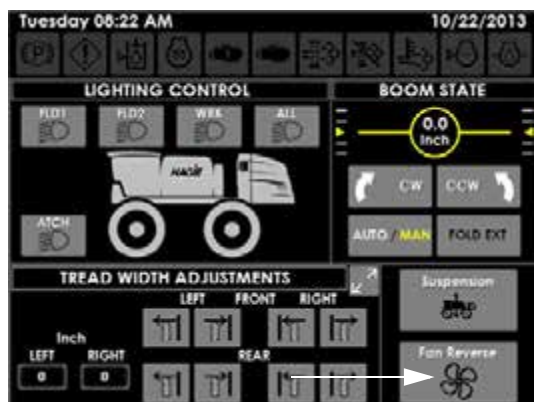 Tuesday 08:22 AM 10/22/2013
(P)
LIGHTING CONTROL
FLD1 FLD2 WRK ALL
HAGIE
ATCH
BOOM STATE
0.0
Inch
CW CCW
AUTO / MAN FOLD EXT
TREAD WIDTH ADJUSTMENTS
LEFT FRONT RIGHT
Inch
LEFT RIGHT REAR
0 0
Suspension
Fan Reverse